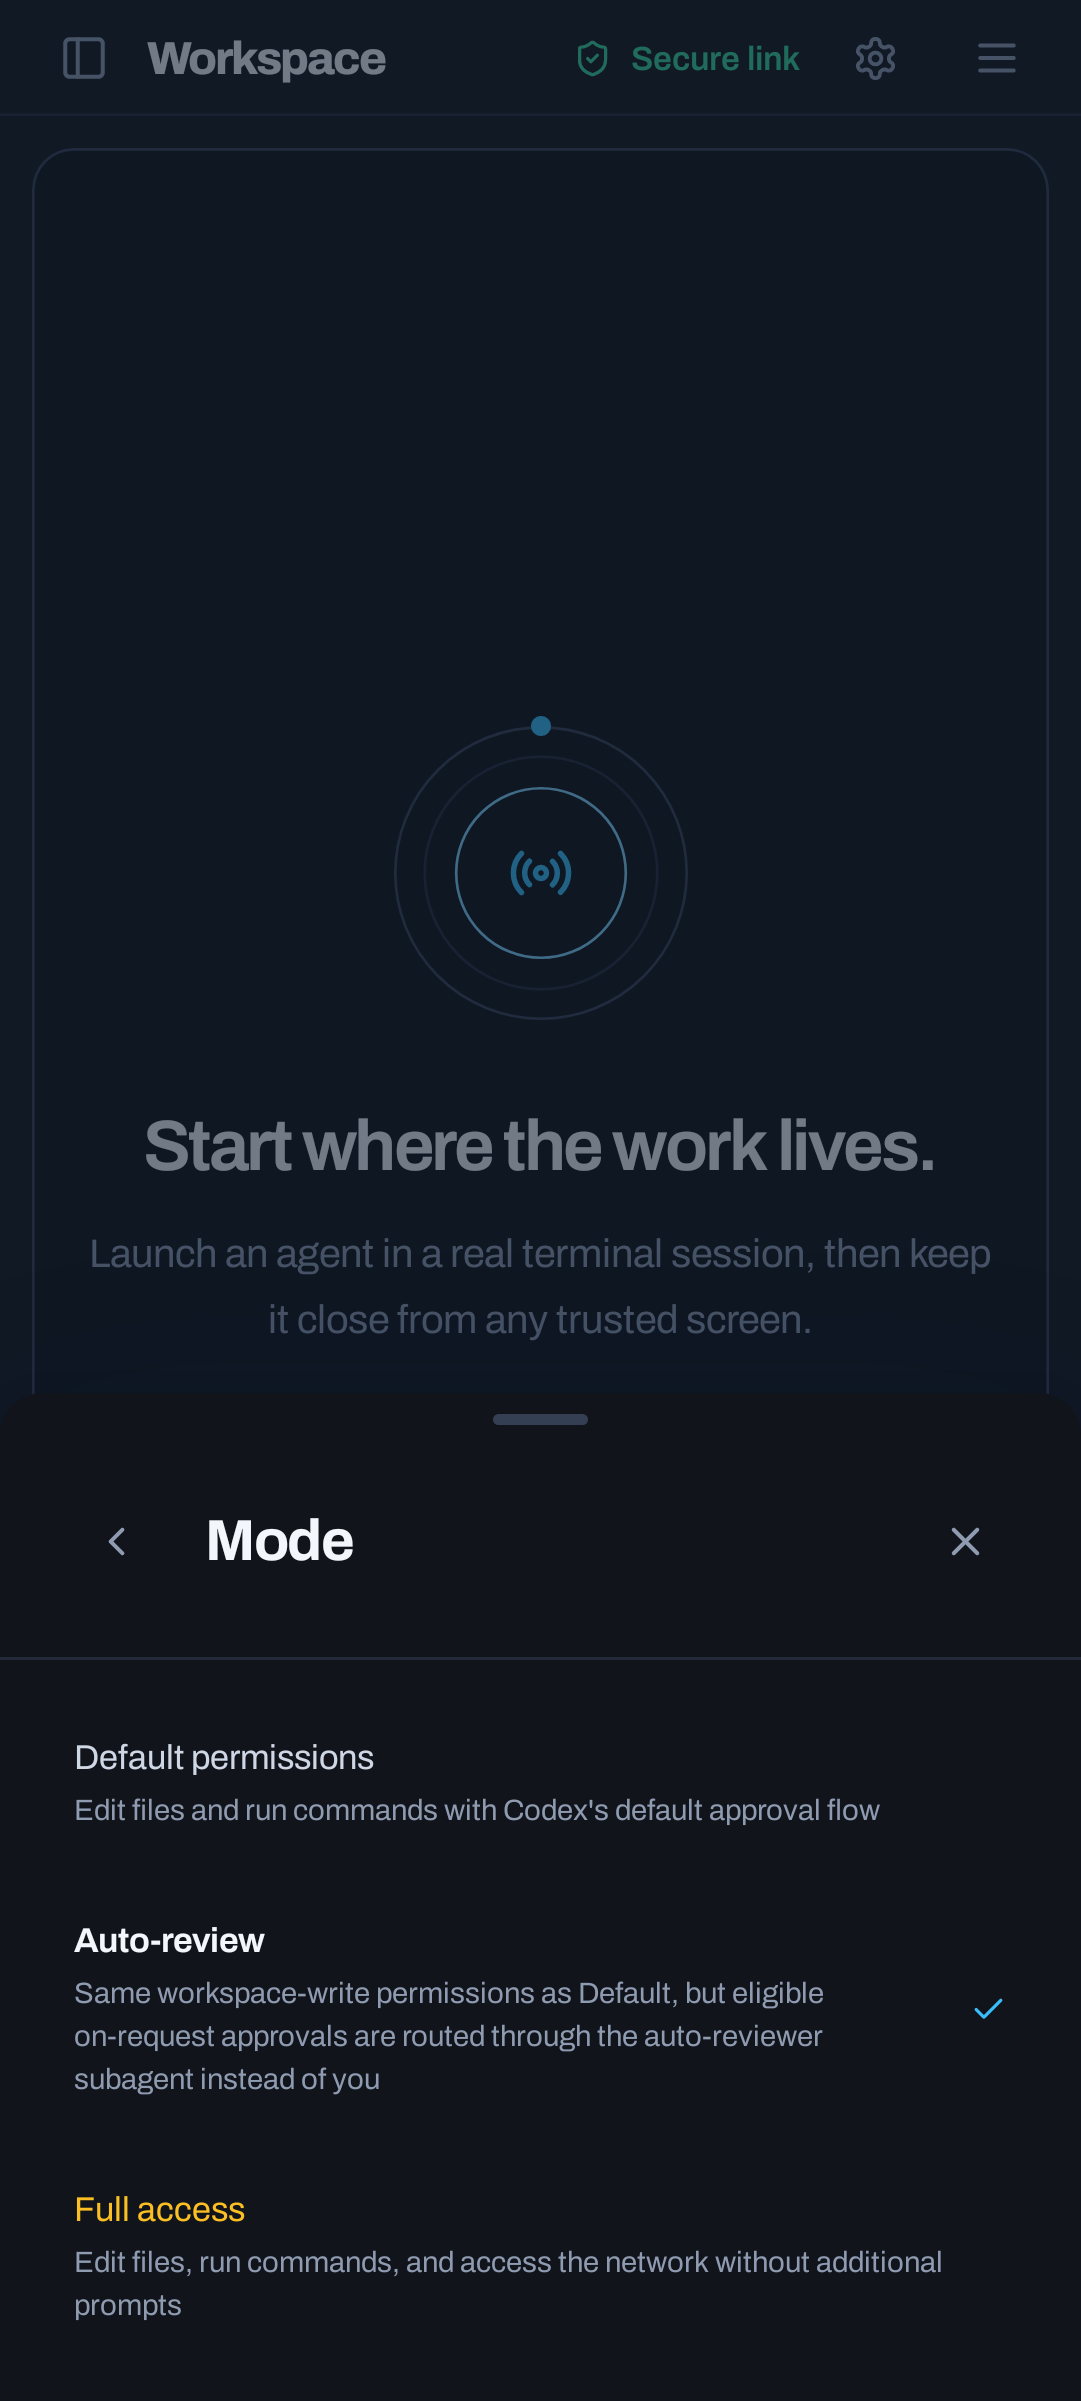 Workspace
Secure link
Start where the work lives.
Launch an agent in a real terminal session, then keep
it close from any trusted screen.
Mode
Default permissions
Edit files and run commands with Codex's default approval flow
Auto-review
Same workspace-write permissions as Default, but eligible
on-request approvals are routed through the auto-reviewer
subagent instead of you
Full access
Edit files, run commands, and access the network without additional
prompts